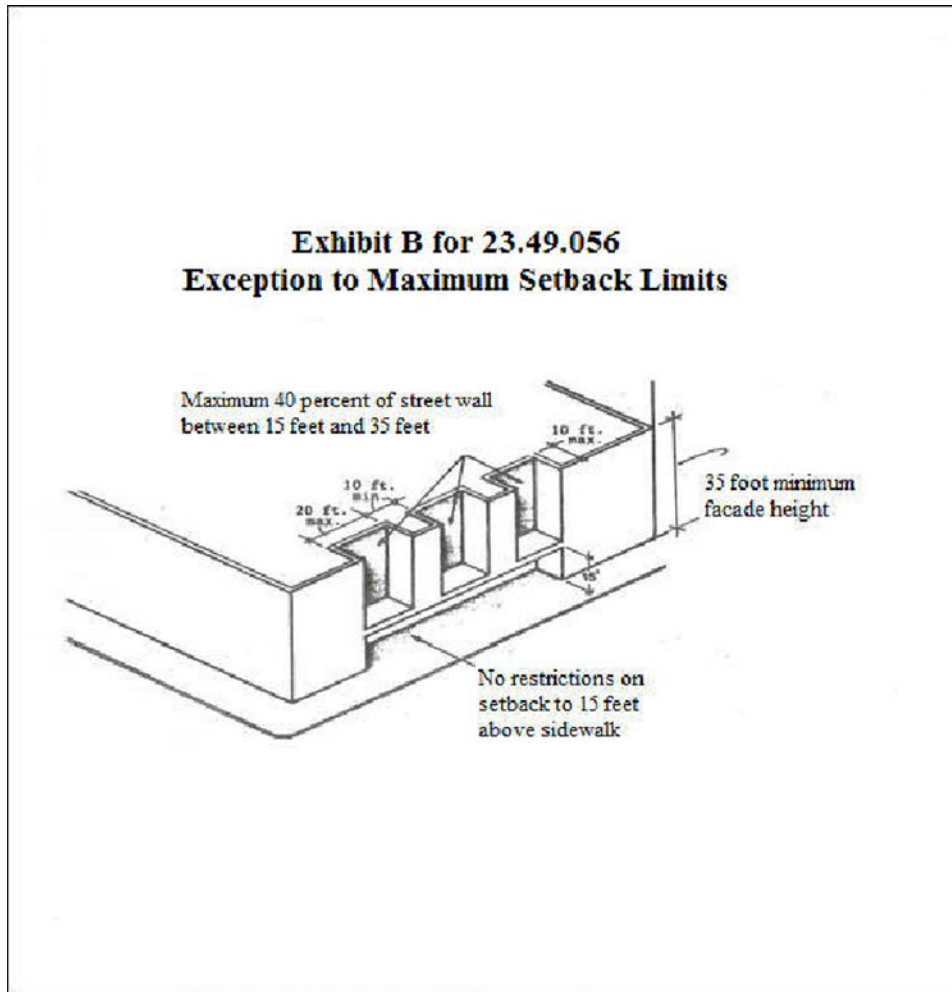 Exhibit B for 23.49.056
Exception to Maximum Setback Limits
Maximum 40 percent of street wall
between 15 feet and 35 feet
10 ft.
max.
10 ft.
min.
20 ft.
max.
35 foot minimum
facade height
15'
No restrictions on
setback to 15 feet
above sidewalk